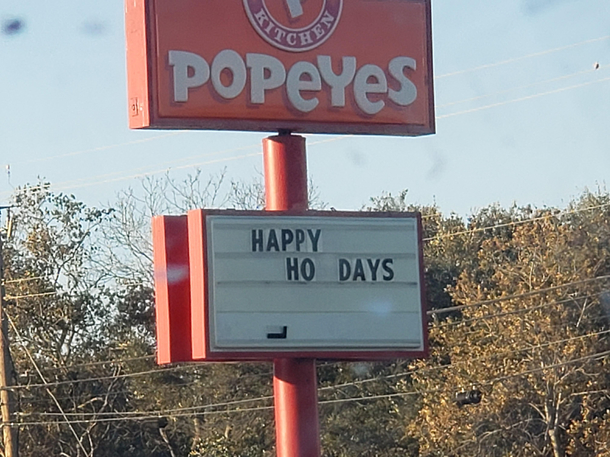 KITCHEN
POPEYES
HAPPY
HO DAYS
L